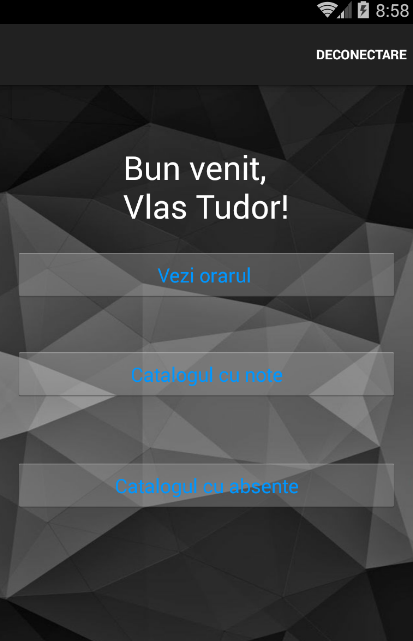 8:58
DECONECTARE
Bun venit,
Vlas Tudor!
Vezi orarul
Catalogul cu note
Catalogul cu absente